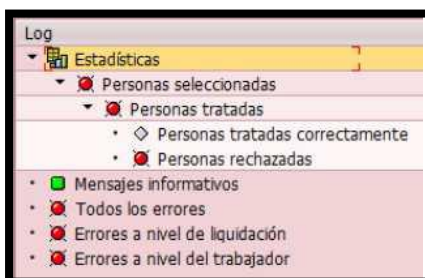 Log
Estadísticas
Personas seleccionadas
Personas tratadas
Personas tratadas correctamente
Personas rechazadas
Mensajes informativos
Todos los errores
Errores a nivel de liquidación
Errores a nivel del trabajador